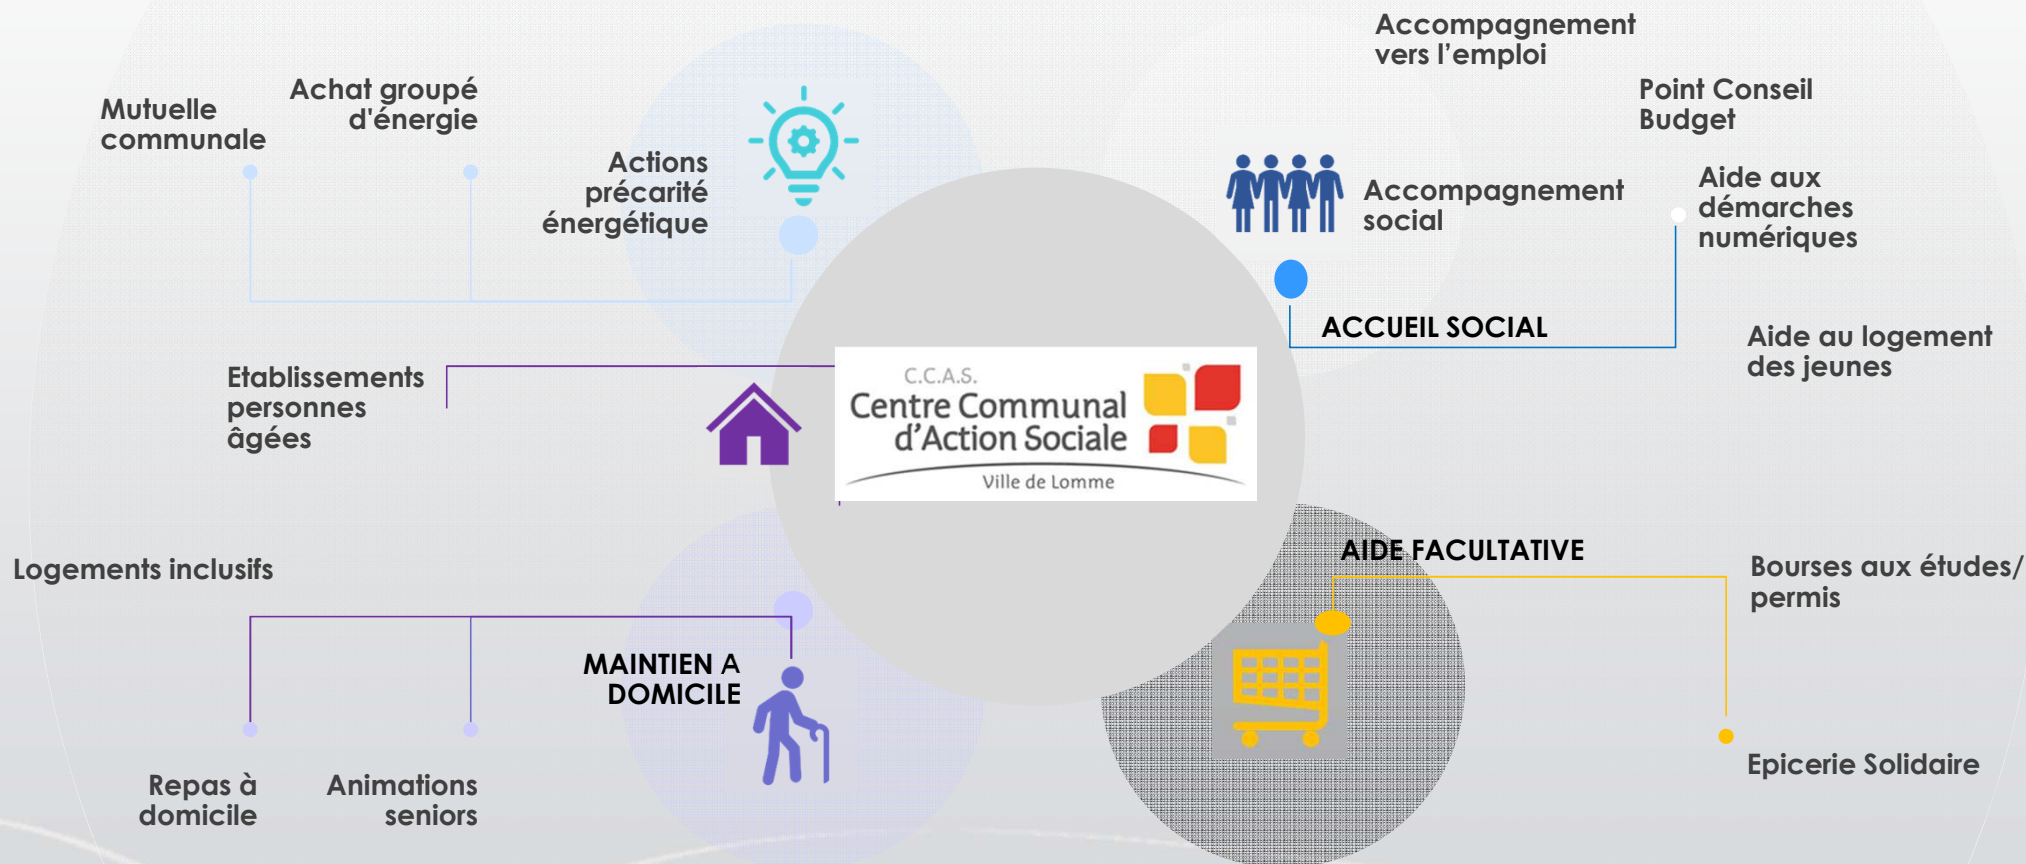 Accompagnement
vers l'emploi
Mutuelle
communale
Achat groupé
d'énergie
Actions
précarité
énergétique
Point Conseil
Budget
Accompagnement
social
Aide aux
démarches
numériques
ACCUEIL SOCIAL
Aide au logement
des jeunes
Etablissements
personnes
âgées
C.C.A.S.
Centre Communal
d'Action Sociale
Ville de Lomme
Logements inclusifs
AIDE FACULTATIVE
Bourses aux études/
permis
MAINTIEN A
DOMICILE
Repas à
domicile
Animations
seniors
Epicerie Solidaire